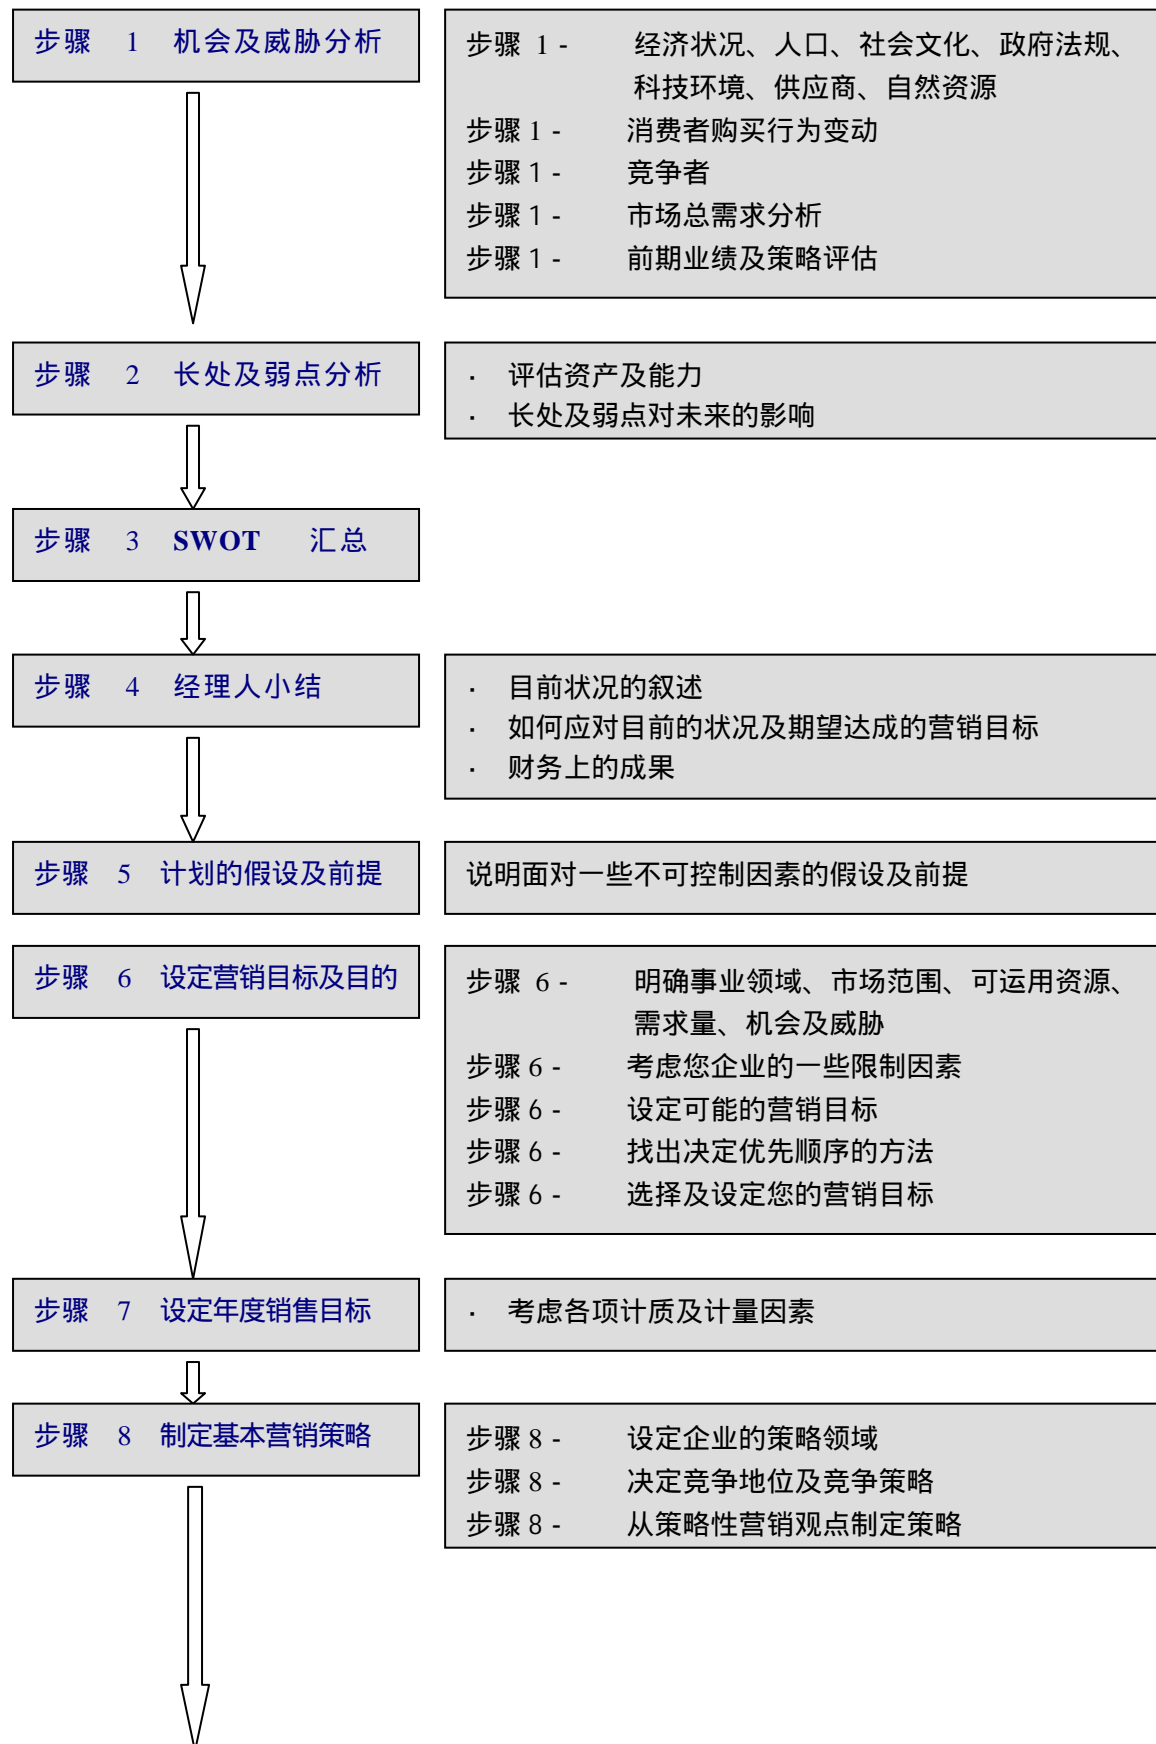 步骤 1 机会及威胁分析
步骤 1 - 经济状况、人口、社会文化、政府法规、
科技环境、供应商、自然资源
步骤 1 - 消费者购买行为变动
步骤 1 - 竞争者
步骤 1 - 市场总需求分析
步骤 1 - 前期业绩及策略评估
步骤 2 长处及弱点分析
· 评估资产及能力
· 长处及弱点对未来的影响
步骤 3 SWOT 汇总
步骤 4 经理人小结
· 目前状况的叙述
· 如何应对目前的状况及期望达成的营销目标
· 财务上的成果
步骤 5 计划的假设及前提
说明面对一些不可控制因素的假设及前提
步骤 6 设定营销目标及目的
步骤 6 - 明确事业领域、市场范围、可运用资源、
需求量、机会及威胁
步骤 6 - 考虑您企业的一些限制因素
步骤 6 - 设定可能的营销目标
步骤 6 - 找出决定优先顺序的方法
步骤 6 - 选择及设定您的营销目标
步骤 7 设定年度销售目标
· 考虑各项计质及计量因素
步骤 8 制定基本营销策略
步骤 8 - 设定企业的策略领域
步骤 8 - 决定竞争地位及竞争策略
步骤 8 - 从策略性营销观点制定策略